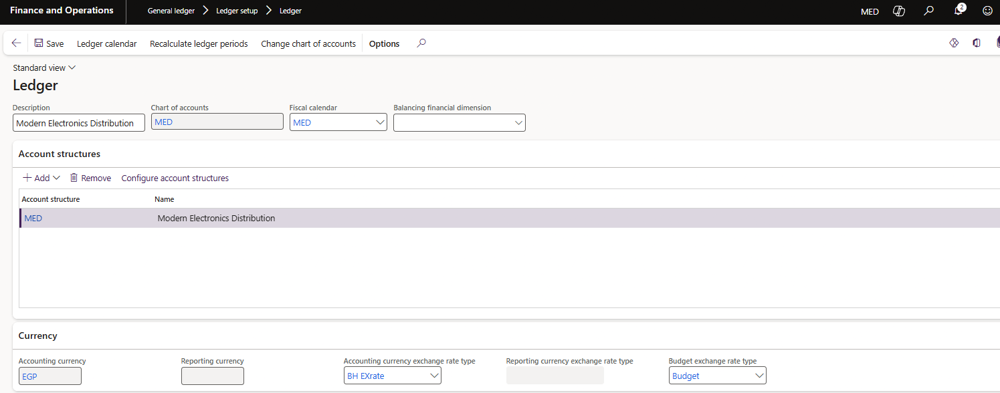 Finance and Operations General ledger Ledger setup Ledger MED 2
Save Ledger calendar Recalculate ledger periods Change chart of accounts Options
Standard view
Ledger
Description Chart of accounts Fiscal calendar Balancing financial dimension
Modern Electronics Distribution MED MED
Account structures
Add Remove Configure account structures
Account structure Name
MED Modern Electronics Distribution
Currency
Accounting currency Reporting currency Accounting currency exchange rate type Reporting currency exchange rate type Budget exchange rate type
EGP BH EXrate Budget